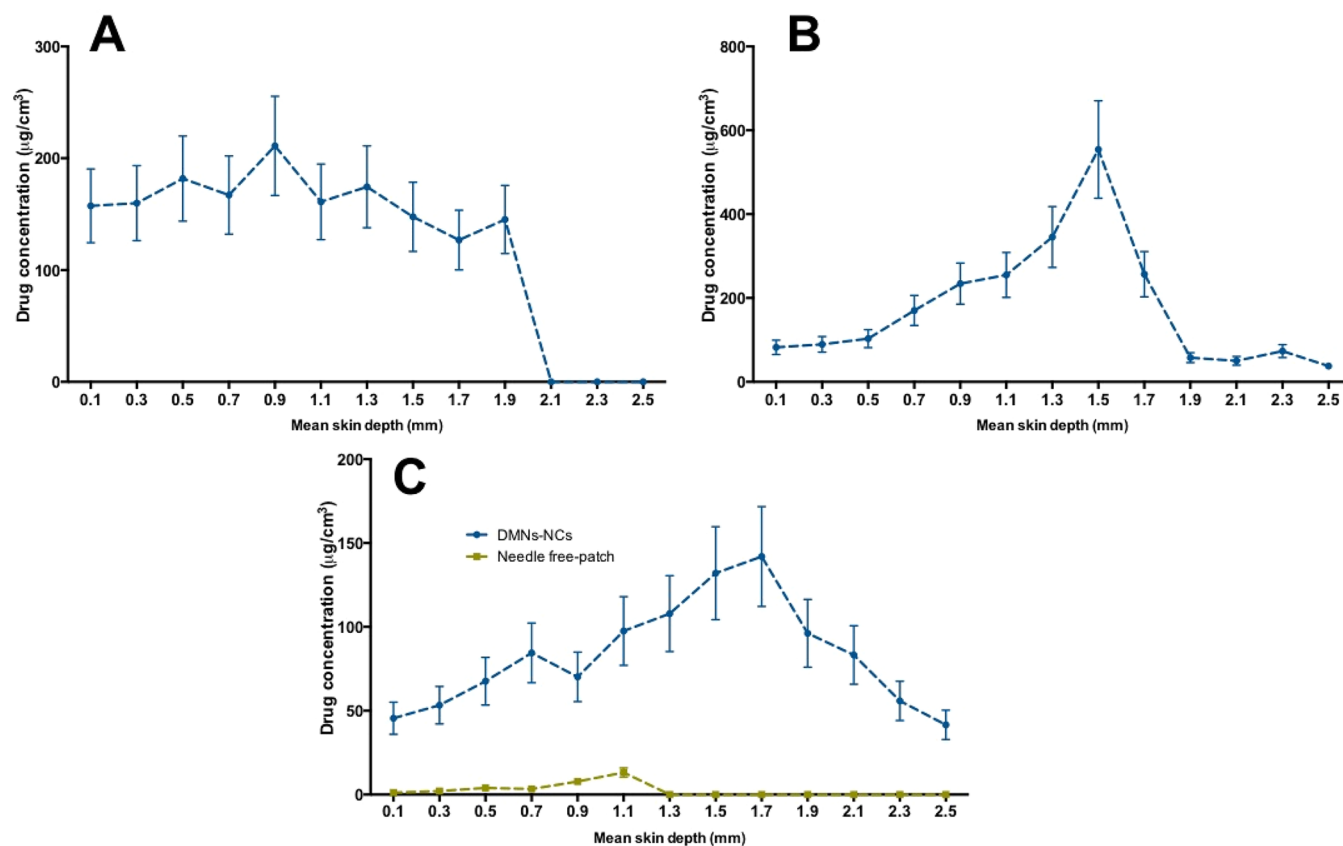 A
Drug concentration (µg/cm³)
300
200
100
0
0.1 0.3 0.5 0.7 0.9 1.1 1.3 1.5 1.7 1.9 2.1 2.3 2.5
Mean skin depth (mm)
B
Drug concentration (µg/cm³)
800
600
400
200
0
0.1 0.3 0.5 0.7 0.9 1.1 1.3 1.5 1.7 1.9 2.1 2.3 2.5
Mean skin depth (mm)
C
Drug concentration (µg/cm³)
200
150
100
50
0
DMNs-NCs
Needle free-patch
0.1 0.3 0.5 0.7 0.9 1.1 1.3 1.5 1.7 1.9 2.1 2.3 2.5
Mean skin depth (mm)